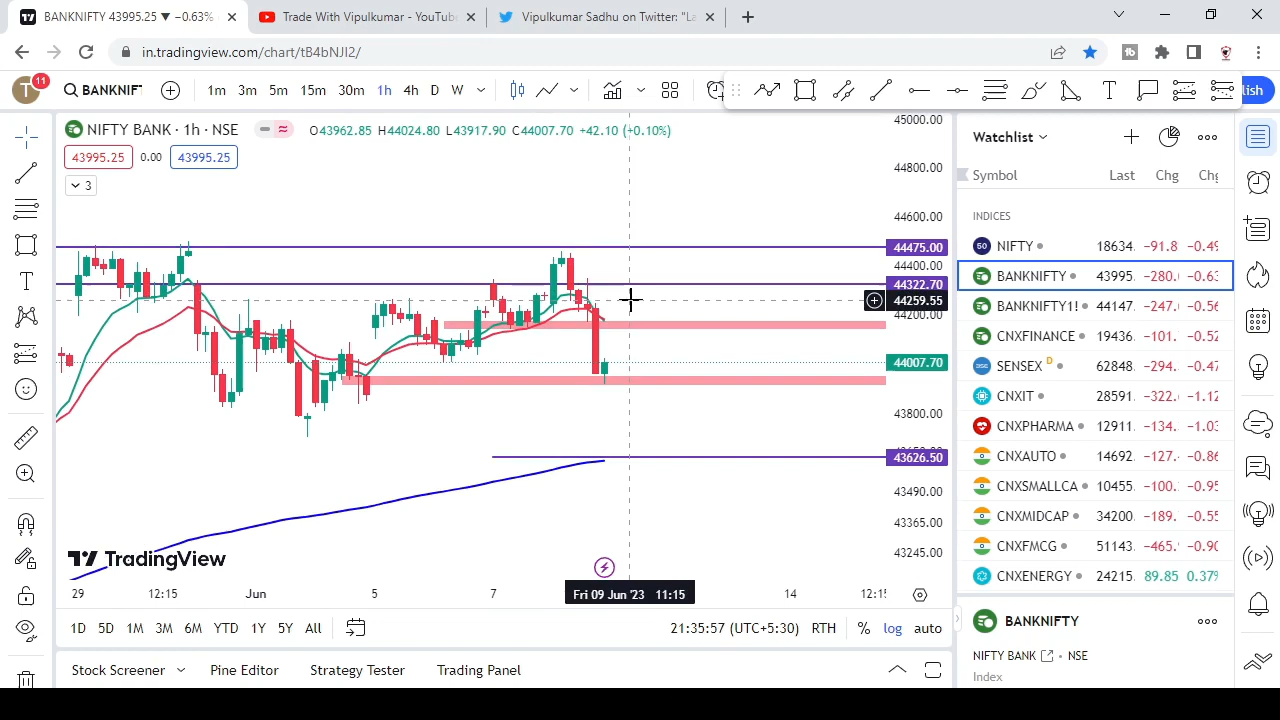 BANKNIFTY 43995.25 ▼ −0.63%
Trade With Vipulkumar - YouTube
Vipulkumar Sadhu on Twitter: "La
in.tradingview.com/chart/tB4bNJl2/
T 11 BANKNIF 1m 3m 5m 15m 30m 1h 4h D W lish
NIFTY BANK · 1h · NSE O43962.85 H44024.80 L43917.90 C44007.70 +42.10 (+0.10%)
43995.25 0.00 43995.25
3
45000.00
44800.00
44600.00
44475.00
44400.00
44322.70
44259.55
44200.00
44007.70
43800.00
43626.50
43490.00
43365.00
43245.00
TradingView
29 12:15 Jun 5 7 Fri 09 Jun '23 11:15 14 12:15
1D 5D 1M 3M 6M YTD 1Y 5Y All 21:35:57 (UTC+5:30) RTH % log auto
Stock Screener Pine Editor Strategy Tester Trading Panel
Watchlist
Symbol Last Chg Chg
INDICES
50 NIFTY 18634. −91.8 −0.49
BANKNIFTY 43995. −280. −0.63
BANKNIFTY1! 44147. −247. −0.56
CNXFINANCE 19436. −101. −0.52
SENSEX D 62848. −294. −0.47
CNXIT 28591. −322. −1.12
CNXPHARMA 12911. −134. −1.03
CNXAUTO 14692. −127. −0.86
CNXSMALLCA 10455. −100. −0.95
CNXMIDCAP 34200. −189. −0.55
CNXFMCG 51143. −465. −0.90
CNXENERGY 24215. 89.85 0.37%
BANKNIFTY
NIFTY BANK · NSE
Index